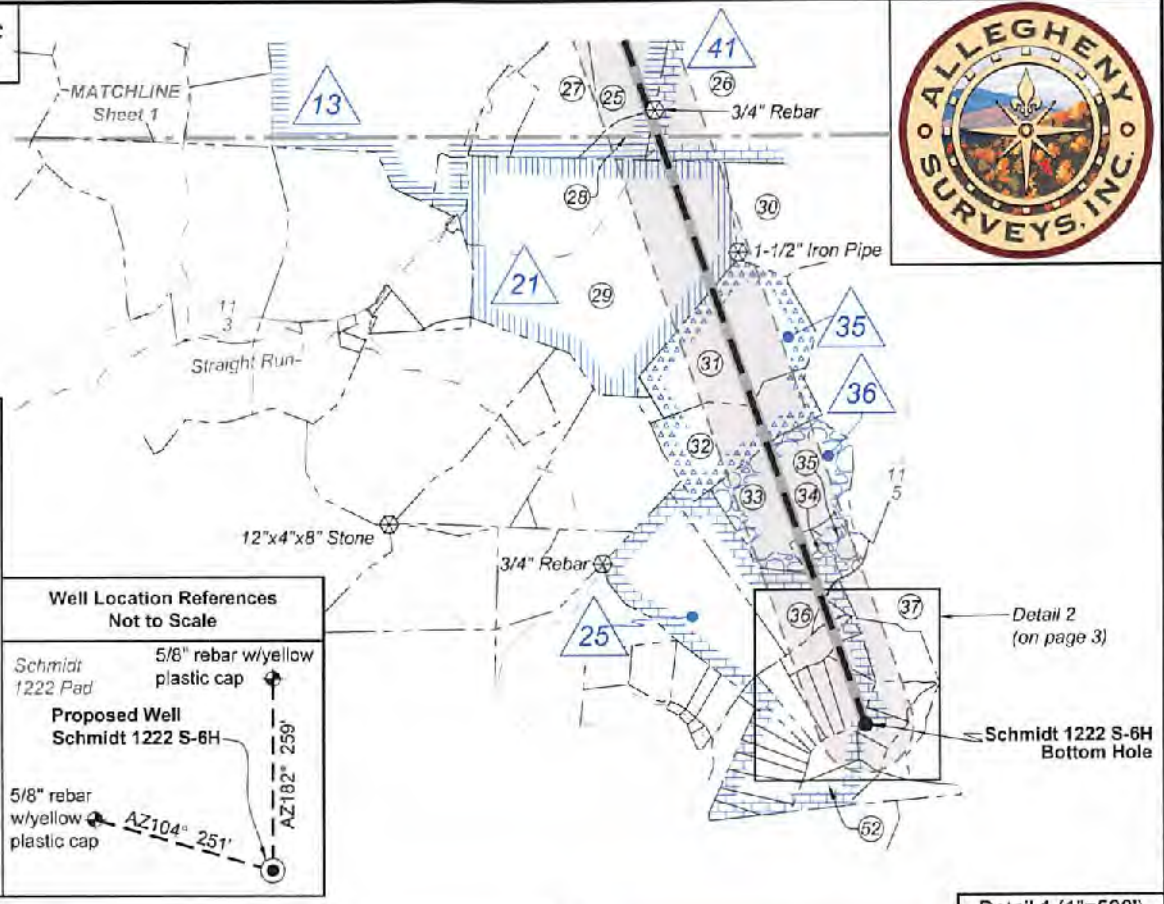 ALLEGHENY
SURVEYS, INC.
MATCHLINE
Sheet 1
13
41
27
25
26
3/4" Rebar
28
30
1-1/2" Iron Pipe
21
29
11
3
Straight Run
35
31
36
32
35
33
34
11
5
12"x4"x8" Stone
3/4" Rebar
25
36
37
Detail 2
(on page 3)
Schmidt 1222 S-6H
Bottom Hole
52
Well Location References
Not to Scale
Schmidt
1222 Pad
5/8" rebar w/yellow
plastic cap
Proposed Well
Schmidt 1222 S-6H
AZ182° 259'
5/8" rebar
w/yellow
plastic cap
AZ104° 251'
Detail 1 (1"=500')